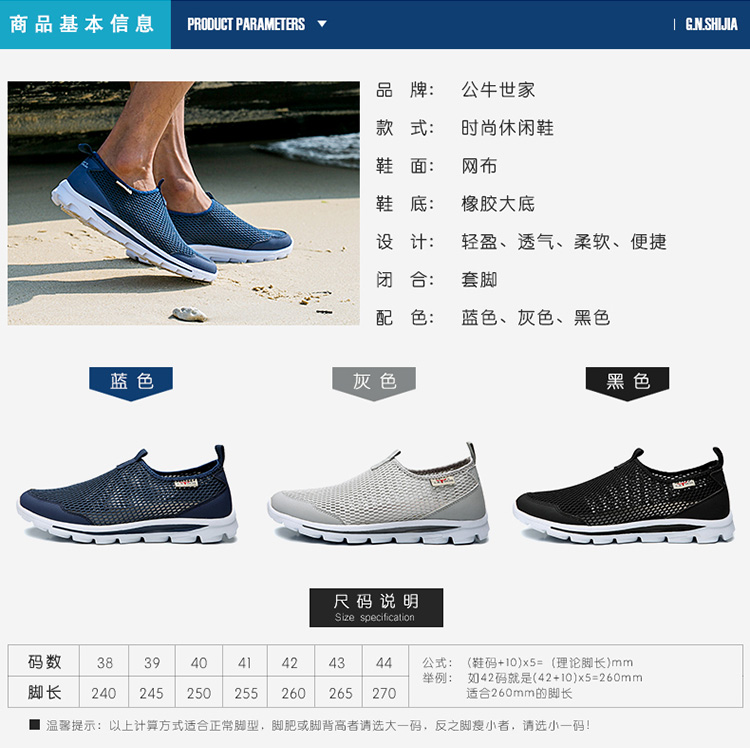 商品基本信息 PRODUCT PARAMETERS G.N.SHIJIA
品 牌: 公牛世家
款 式: 时尚休闲鞋
鞋 面: 网布
鞋 底: 橡胶大底
设 计: 轻盈、透气、柔软、便捷
闭 合: 套脚
配 色: 蓝色、灰色、黑色
蓝色 灰色 黑色
尺码说明
Size specification
码数 38 39 40 41 42 43 44
脚长 240 245 250 255 260 265 270
公式: (鞋码+10)x5= (理论脚长)mm
举例: 如42码就是(42+10)x5=260mm
适合260mm的脚长
温馨提示: 以上计算方式适合正常脚型，脚肥或脚背高者请选大一码，反之脚瘦小者，请选小一码!